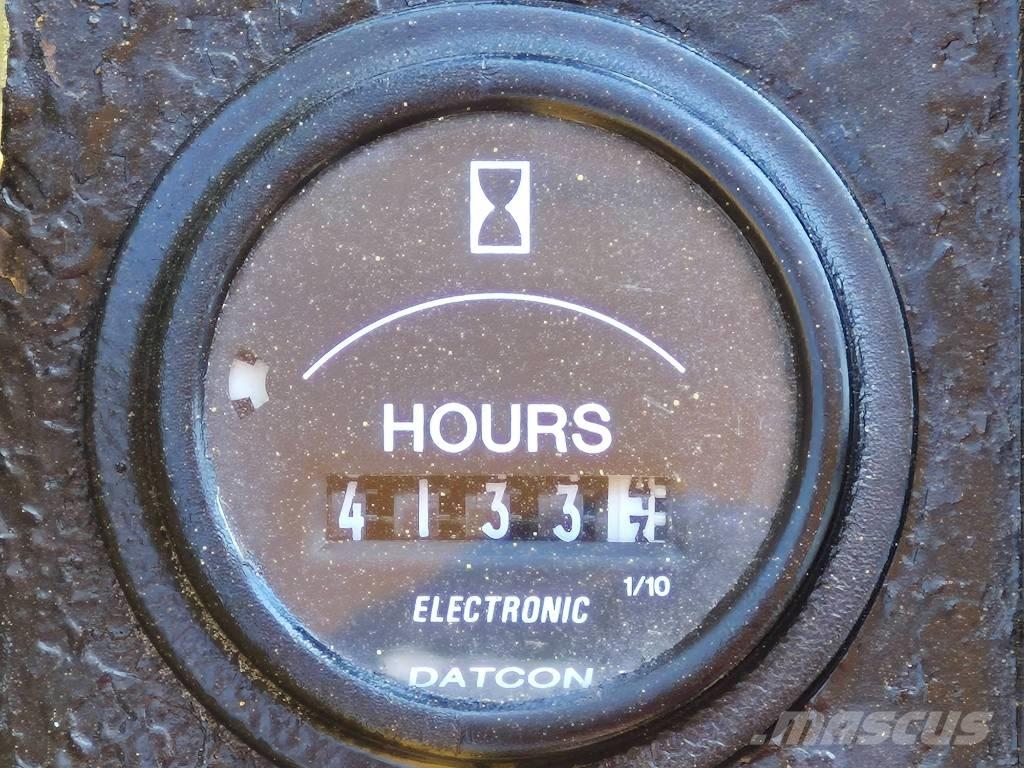 HOURS
4133
1/10
ELECTRONIC
DATCON
MASCUS